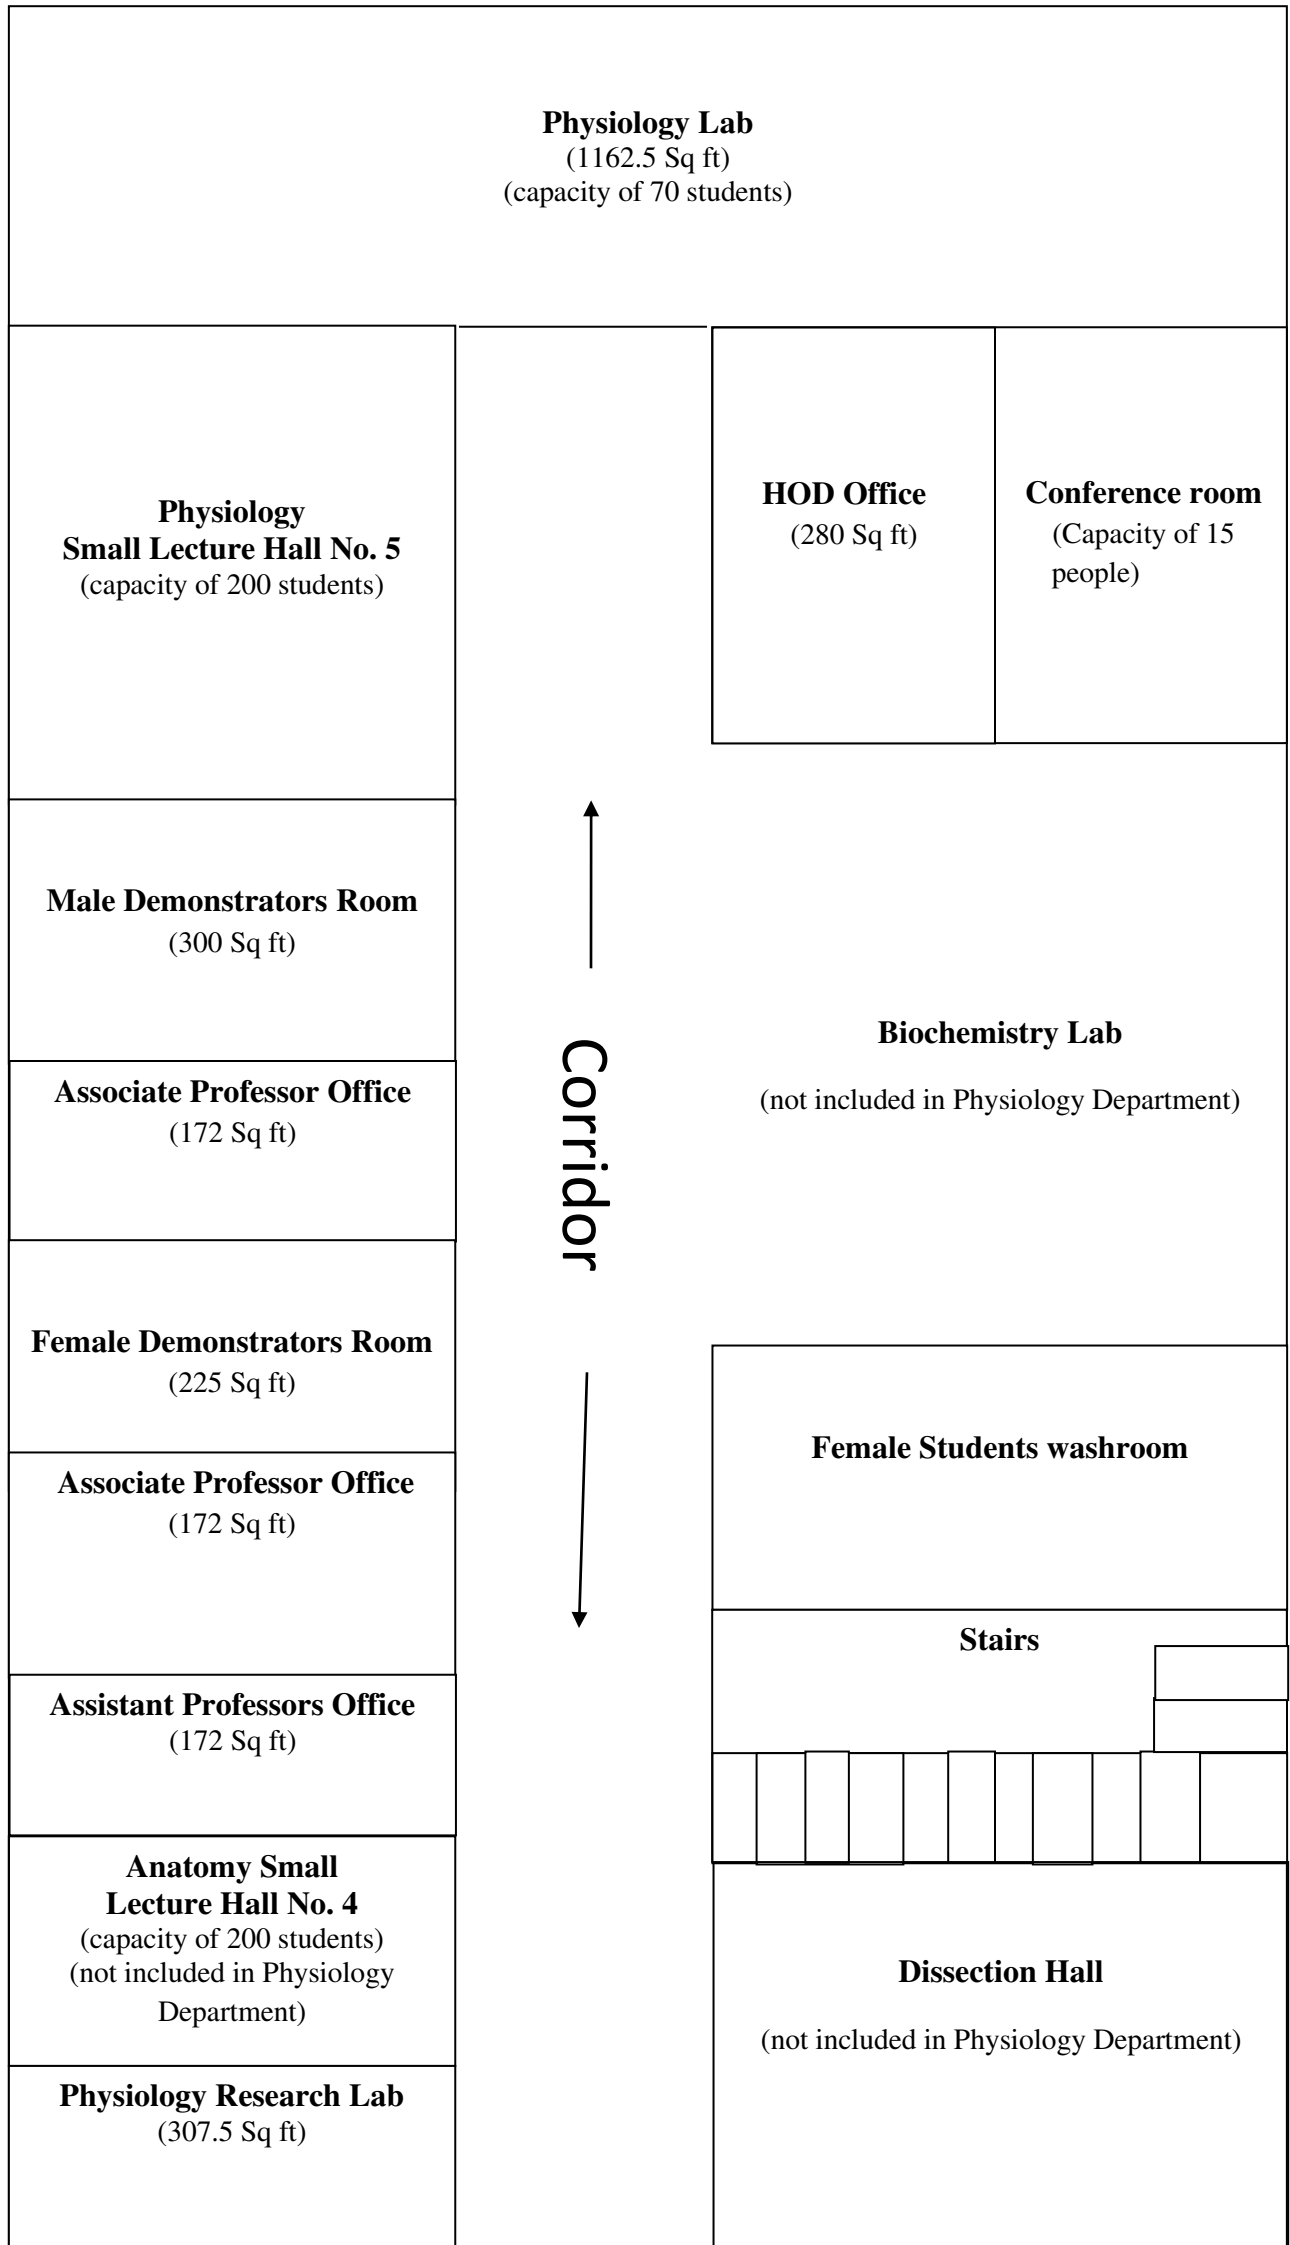 Physiology Lab
(1162.5 Sq ft)
(capacity of 70 students)
Physiology
Small Lecture Hall No. 5
(capacity of 200 students)
HOD Office
(280 Sq ft)
Conference room
(Capacity of 15
people)
Male Demonstrators Room
(300 Sq ft)
Associate Professor Office
(172 Sq ft)
Female Demonstrators Room
(225 Sq ft)
Associate Professor Office
(172 Sq ft)
Assistant Professors Office
(172 Sq ft)
Anatomy Small
Lecture Hall No. 4
(capacity of 200 students)
(not included in Physiology
Department)
Physiology Research Lab
(307.5 Sq ft)
Corridor
Biochemistry Lab
(not included in Physiology Department)
Female Students washroom
Stairs
Dissection Hall
(not included in Physiology Department)